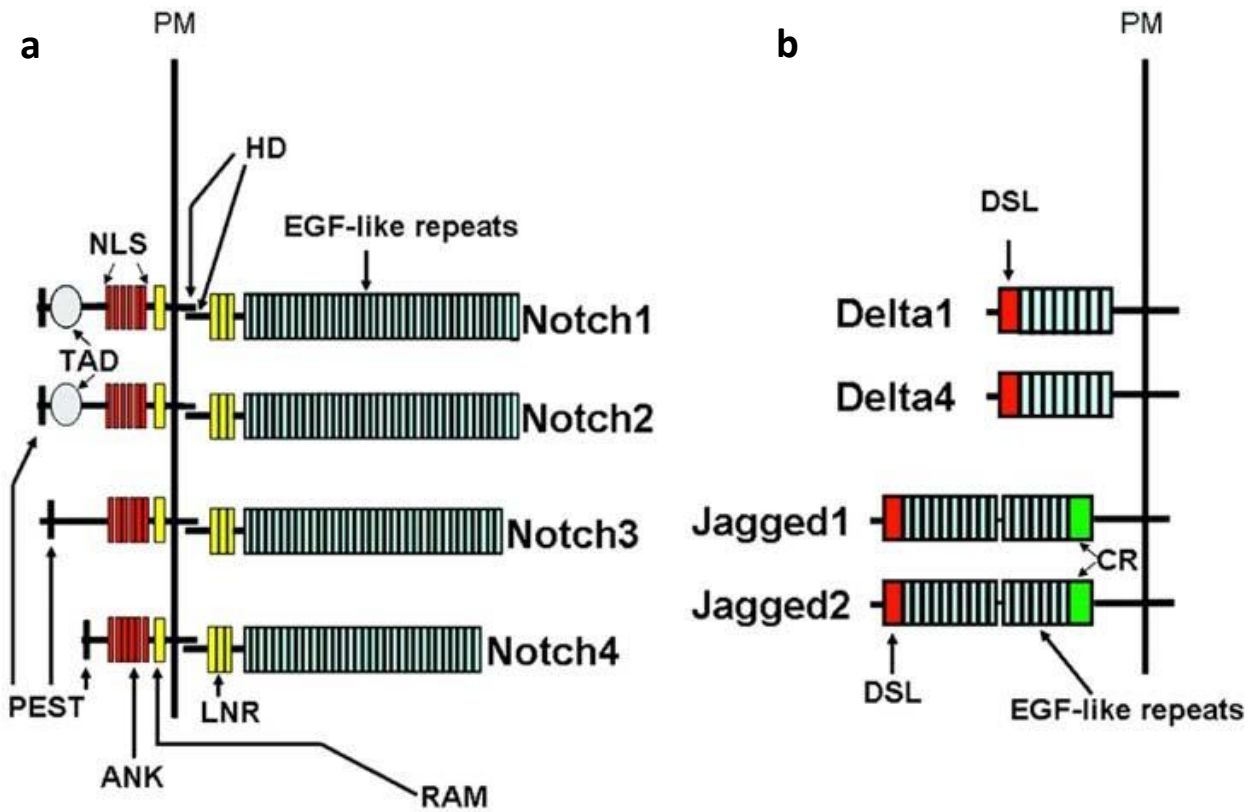 a
PM
HD
NLS
EGF-like repeats
Notch1
TAD
Notch2
Notch3
Notch4
PEST
LNR
ANK
RAM
b
PM
DSL
Delta1
Delta4
Jagged1
CR
Jagged2
DSL
EGF-like repeats